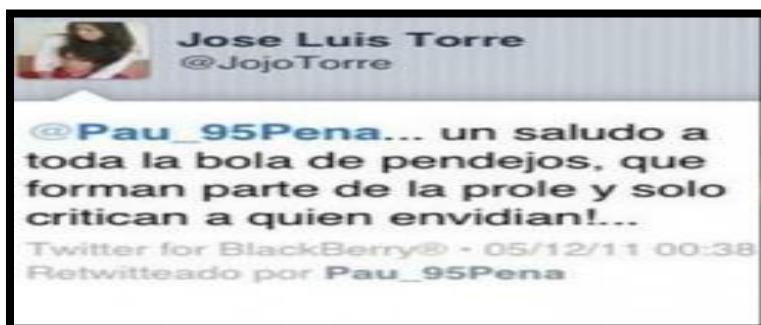 Jose Luis Torre
@JojoTorre
@Pau_95Pena... un saludo a
toda la bola de pendejos, que
forman parte de la prole y solo
critican a quien envidian!...
Twitter for BlackBerry® • 05/12/11 00:38
Retwitteado por Pau_95Pena